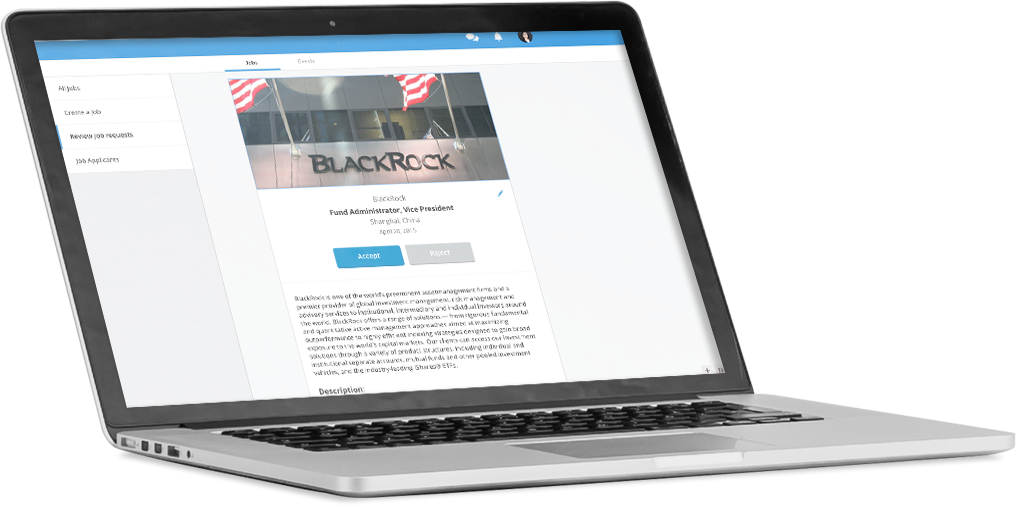 Jobs
Events
All Jobs
Create a Job
Review job requests
Job Applicants
BLACKROCK
BlackRock
Fund Administrator, Vice President
Shanghai, China
April 20, 2015
Accept
Reject
BlackRock is one of the world's preeminent asset management firms and a
premier provider of global investment management, risk management and
advisory services to institutional, intermediary and individual investors around
the world. BlackRock offers a range of solutions — from rigorous fundamental
and quantitative active management approaches aimed at maximizing
outperformance to highly efficient indexing strategies designed to gain broad
exposure to the world's capital markets. Our clients can access our investment
solutions through a variety of product structures, including individual and
institutional separate accounts, mutual funds and other pooled investment
vehicles, and the industry-leading iShares® ETFs.
Description: